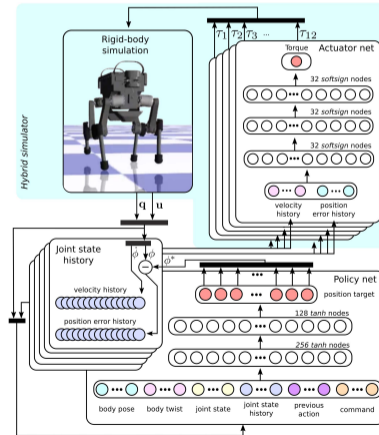 Rigid-body
simulation
Hybrid simulator
τ1 τ2 τ3 ... τ12
Torque
Actuator net
32 softsign nodes
32 softsign nodes
32 softsign nodes
velocity
history
position
error history
q u
Joint state
history
ϕ̇ ϕ ϕ*
−
velocity history
position error history
Policy net
position target
128 tanh nodes
256 tanh nodes
body pose
body twist
joint state
joint state
history
previous
action
command